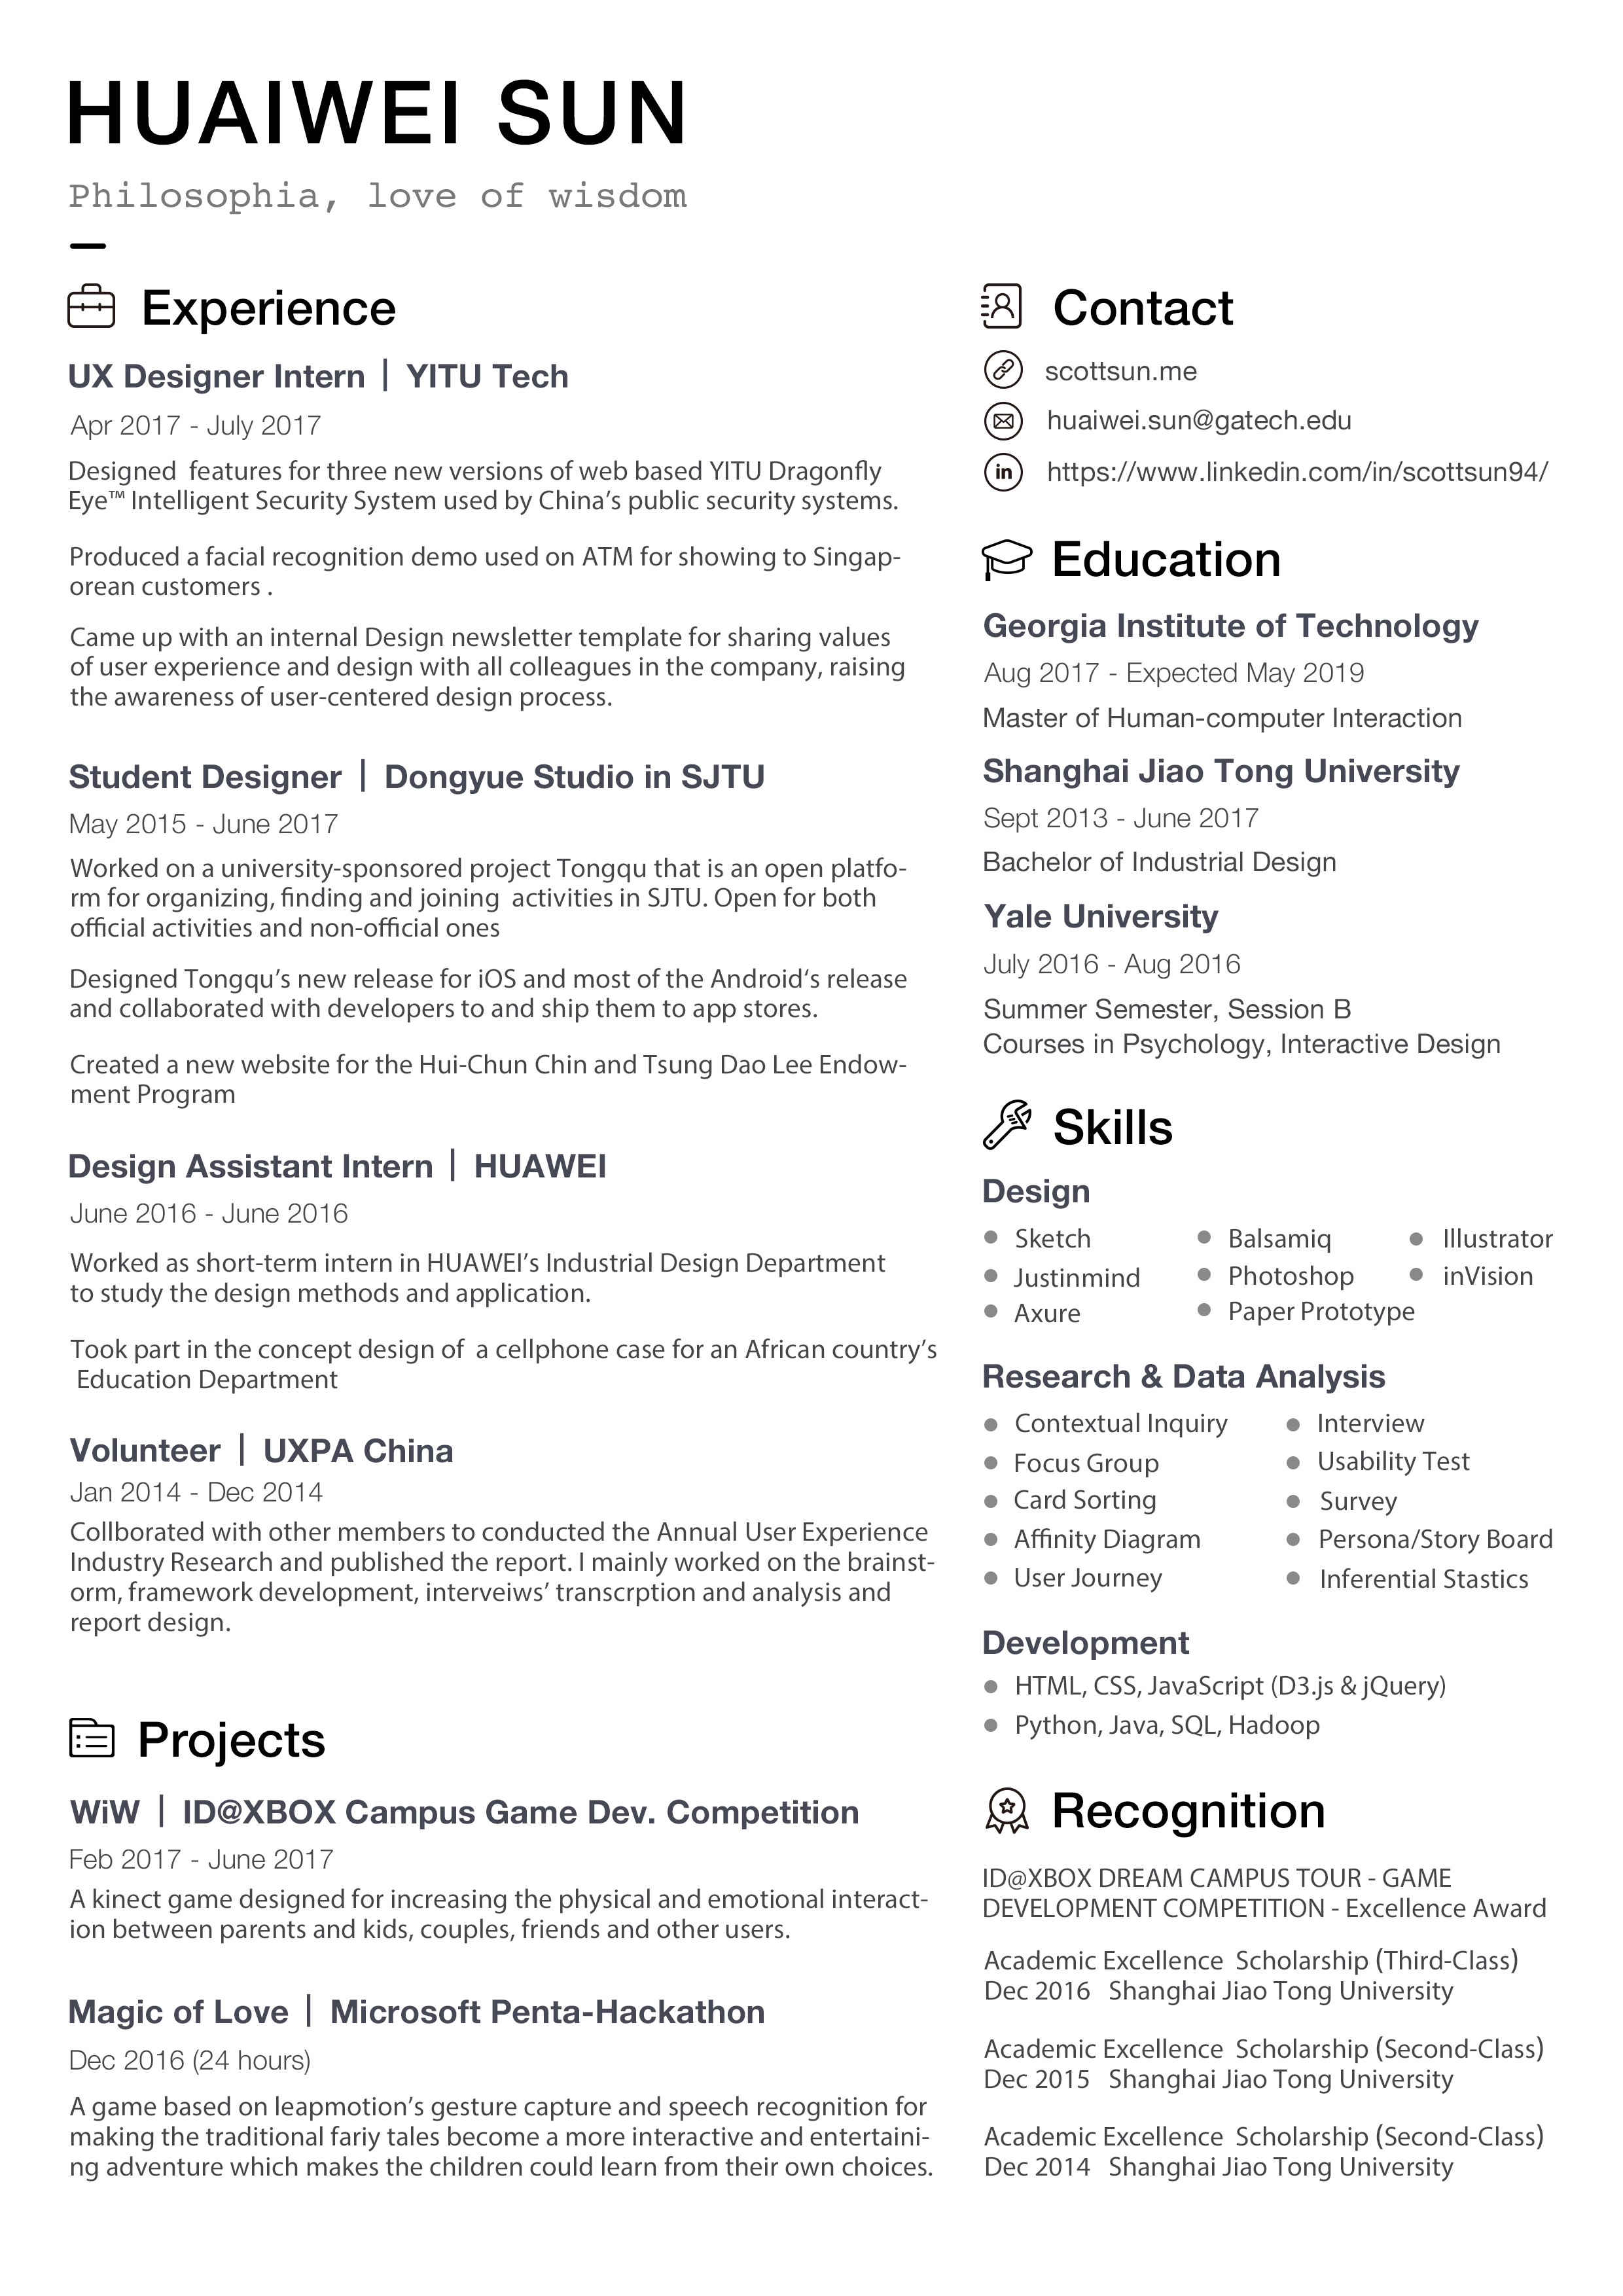 HUAIWEI SUN
Philosophia, love of wisdom
Experience
UX Designer Intern | YITU Tech
Apr 2017 - July 2017
Designed features for three new versions of web based YITU Dragonfly
Eye™ Intelligent Security System used by China's public security systems.
Produced a facial recognition demo used on ATM for showing to Singap-
orean customers .
Came up with an internal Design newsletter template for sharing values
of user experience and design with all colleagues in the company, raising
the awareness of user-centered design process.
Student Designer | Dongyue Studio in SJTU
May 2015 - June 2017
Worked on a university-sponsored project Tongqu that is an open platfo-
rm for organizing, finding and joining activities in SJTU. Open for both
official activities and non-official ones
Designed Tongqu's new release for iOS and most of the Android‘s release
and collaborated with developers to and ship them to app stores.
Created a new website for the Hui-Chun Chin and Tsung Dao Lee Endow-
ment Program
Design Assistant Intern | HUAWEI
June 2016 - June 2016
Worked as short-term intern in HUAWEI's Industrial Design Department
to study the design methods and application.
Took part in the concept design of a cellphone case for an African country's
Education Department
Volunteer | UXPA China
Jan 2014 - Dec 2014
Collborated with other members to conducted the Annual User Experience
Industry Research and published the report. I mainly worked on the brainst-
orm, framework development, interveiws' transcrption and analysis and
report design.
Projects
WiW | ID@XBOX Campus Game Dev. Competition
Feb 2017 - June 2017
A kinect game designed for increasing the physical and emotional interact-
ion between parents and kids, couples, friends and other users.
Magic of Love | Microsoft Penta-Hackathon
Dec 2016 (24 hours)
A game based on leapmotion's gesture capture and speech recognition for
making the traditional fariy tales become a more interactive and entertaini-
ng adventure which makes the children could learn from their own choices.
Contact
scottsun.me
huaiwei.sun@gatech.edu
in https://www.linkedin.com/in/scottsun94/
Education
Georgia Institute of Technology
Aug 2017 - Expected May 2019
Master of Human-computer Interaction
Shanghai Jiao Tong University
Sept 2013 - June 2017
Bachelor of Industrial Design
Yale University
July 2016 - Aug 2016
Summer Semester, Session B
Courses in Psychology, Interactive Design
Skills
Design
Sketch Balsamiq Illustrator
Justinmind Photoshop inVision
Axure Paper Prototype
Research & Data Analysis
Contextual Inquiry Interview
Focus Group Usability Test
Card Sorting Survey
Affinity Diagram Persona/Story Board
User Journey Inferential Stastics
Development
HTML, CSS, JavaScript (D3.js & jQuery)
Python, Java, SQL, Hadoop
Recognition
ID@XBOX DREAM CAMPUS TOUR - GAME
DEVELOPMENT COMPETITION - Excellence Award
Academic Excellence Scholarship (Third-Class)
Dec 2016 Shanghai Jiao Tong University
Academic Excellence Scholarship (Second-Class)
Dec 2015 Shanghai Jiao Tong University
Academic Excellence Scholarship (Second-Class)
Dec 2014 Shanghai Jiao Tong University